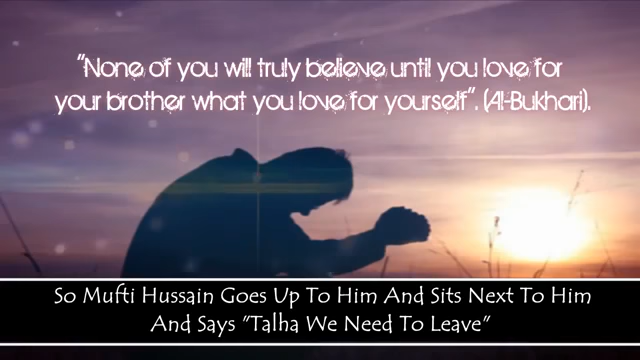 "None of you will truly believe until you love for
your brother what you love for yourself". (Al-Bukhari).
So Mufti Hussain Goes Up To Him And Sits Next To Him
And Says "Talha We Need To Leave"